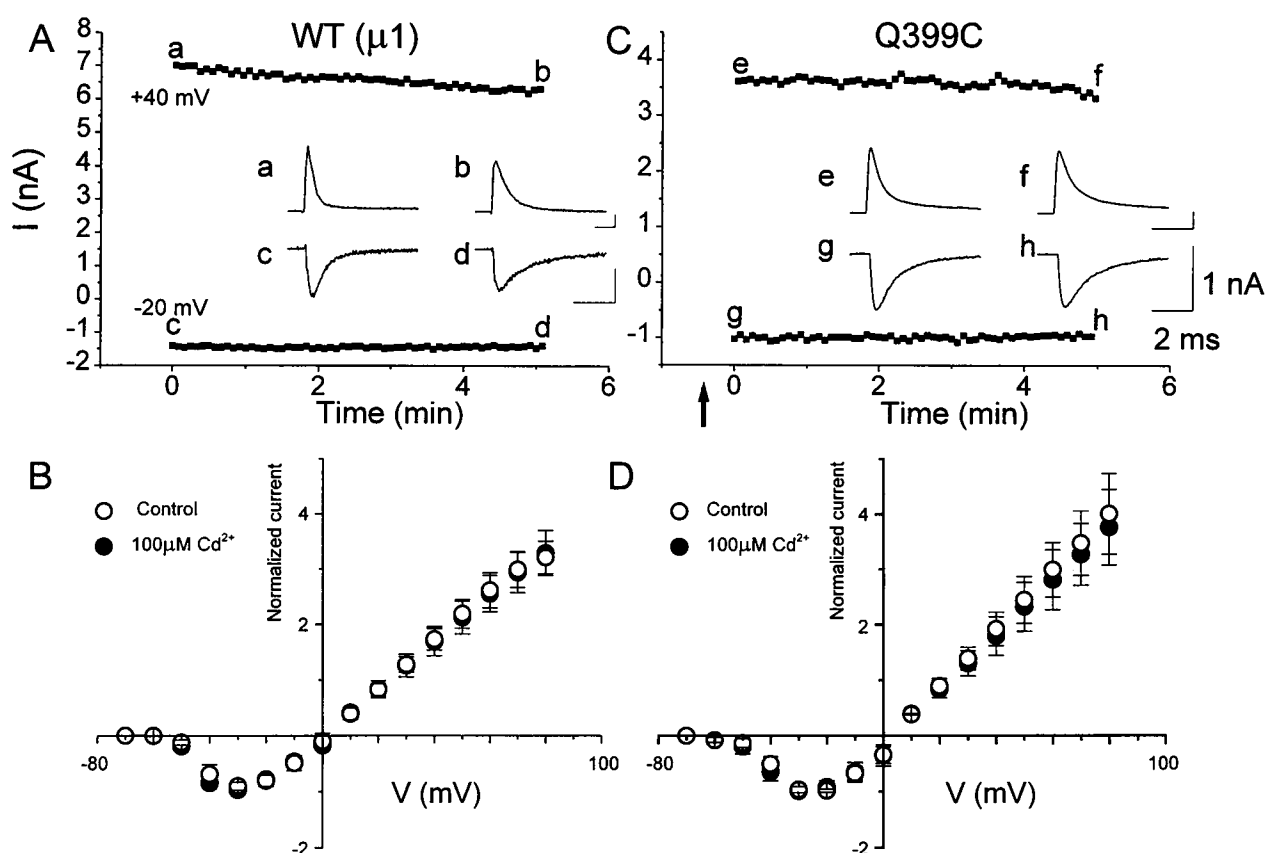 A
WT (μ1)
I (nA)
8
7
6
5
4
3
2
1
0
-1
-2
a
b
+40 mV
a
b
c
d
-20 mV
c
d
0
2
4
6
Time (min)
C
Q399C
4
3
2
1
0
-1
e
f
e
f
g
h
1 nA
g
h
2 ms
0
2
4
6
Time (min)
B
Control
100μM Cd²⁺
Normalized current
4
2
-2
-80
100
V (mV)
D
Control
100μM Cd²⁺
Normalized current
4
2
-2
-80
100
V (mV)